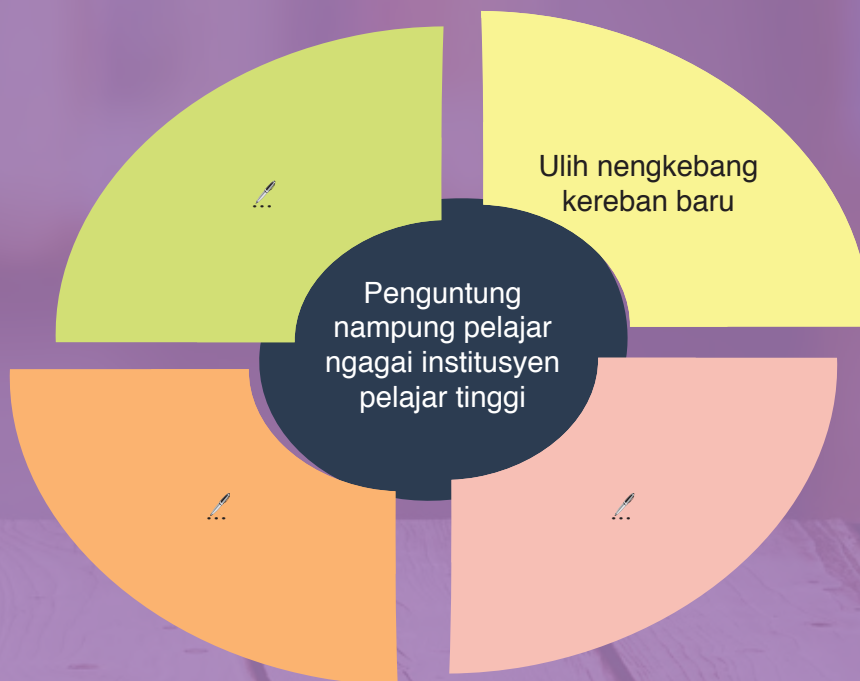 Ulih nengkebang
kereban baru
Penguntung
nampung pelajar
ngagai institusyen
pelajar tinggi